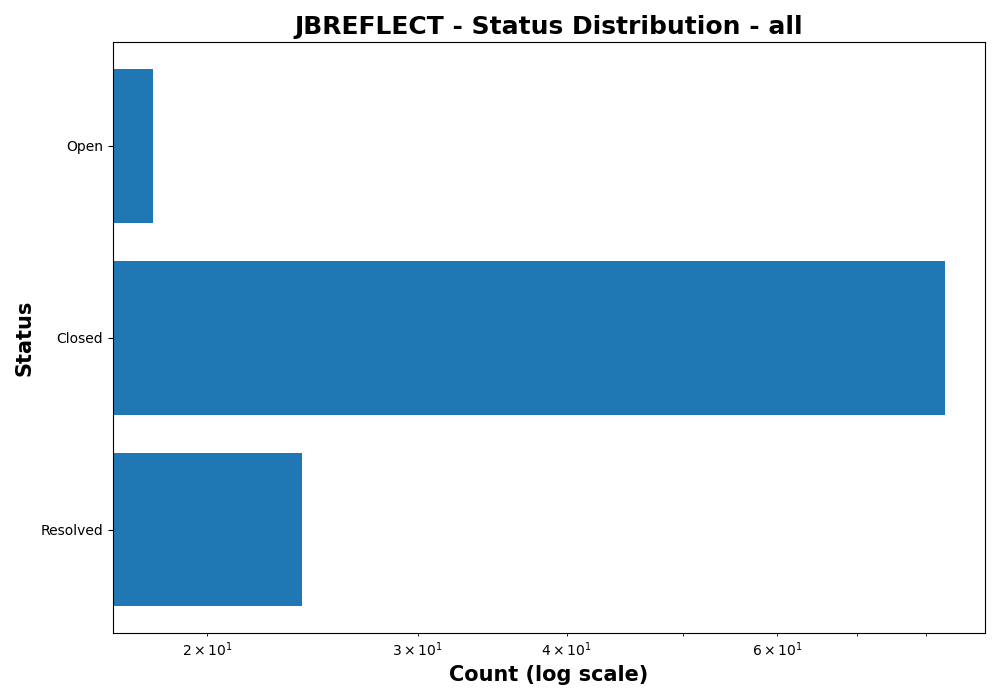 JBREFLECT - Status Distribution - all
Open
Closed
Resolved
Status
2 × 10¹
3 × 10¹
4 × 10¹
6 × 10¹
Count (log scale)